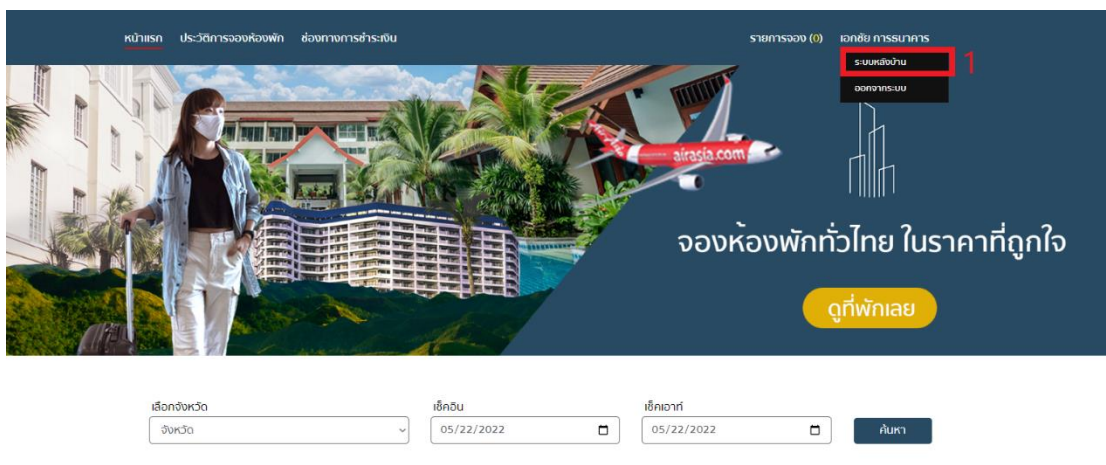 หน้าแรก ประวัติการจองห้องพัก ช่องทางการชำระเงิน รายการจอง (0) เอกชัย การธนาคาร
ระบบหลังบ้าน 1
ออกจากระบบ
AirAsia airasia.com
จองห้องพักทั่วไทย ในราคาที่ถูกใจ
ดูที่พักเลย
เลือกจังหวัด เช็คอิน เช็คเอาท์
จังหวัด 05/22/2022 05/22/2022 ค้นหา